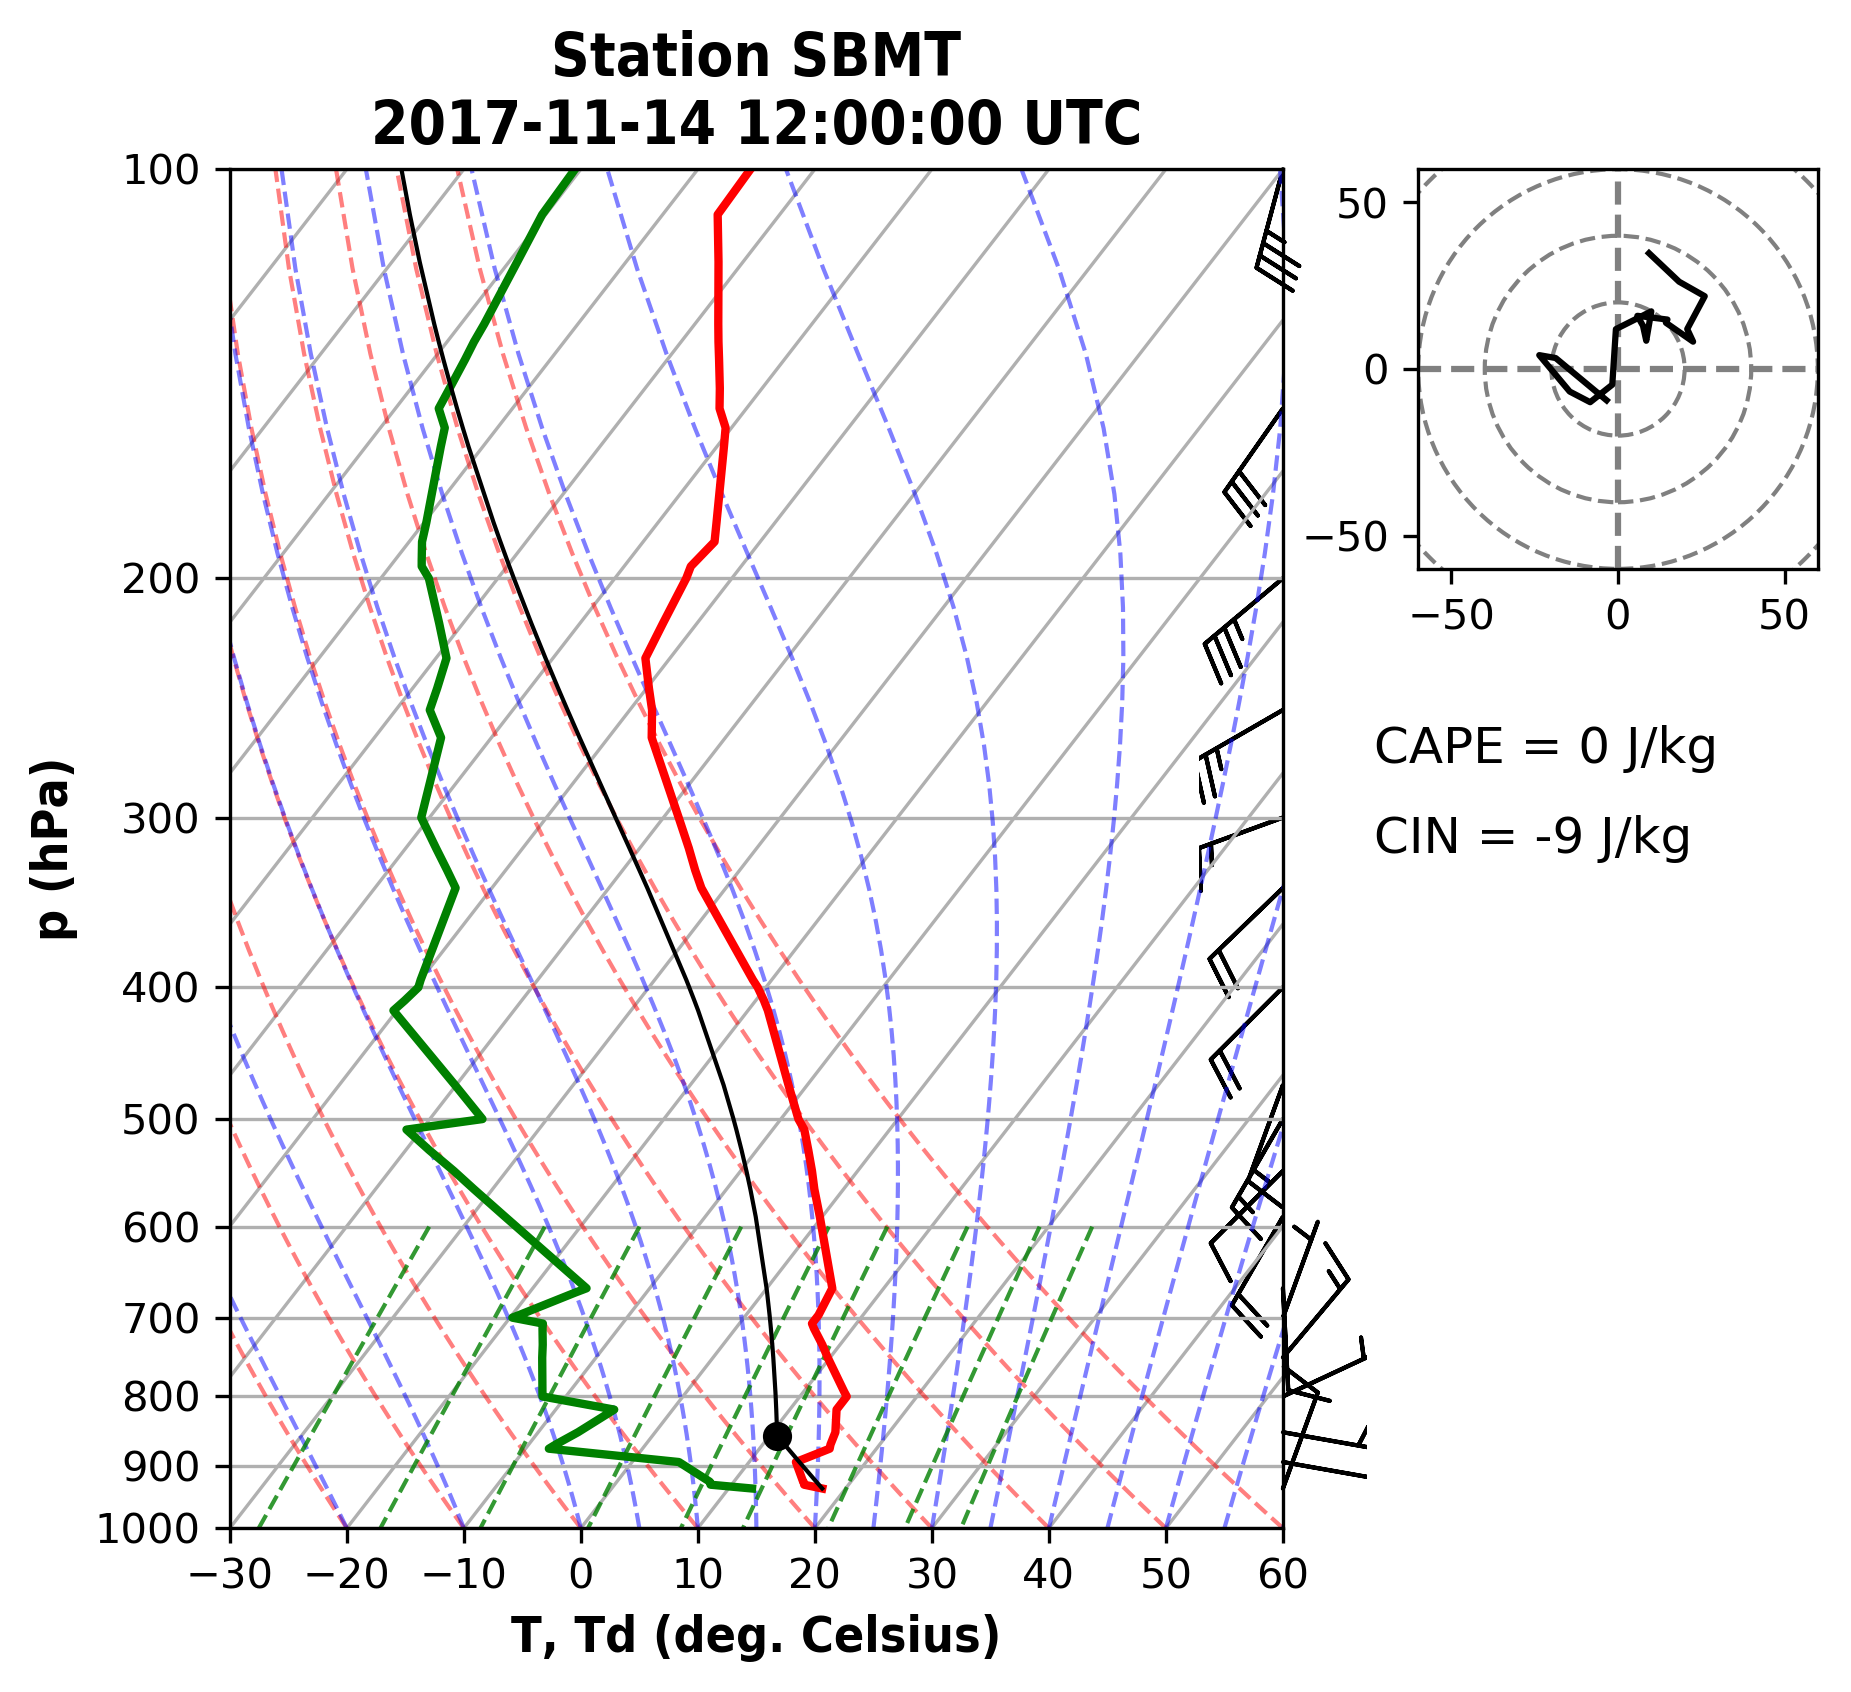 Station SBMT
2017-11-14 12:00:00 UTC
p (hPa)
100
200
300
400
500
600
700
800
900
1000
−30 −20 −10 0 10 20 30 40 50 60
T, Td (deg. Celsius)
50
0
−50
−50 0 50
CAPE = 0 J/kg
CIN = -9 J/kg